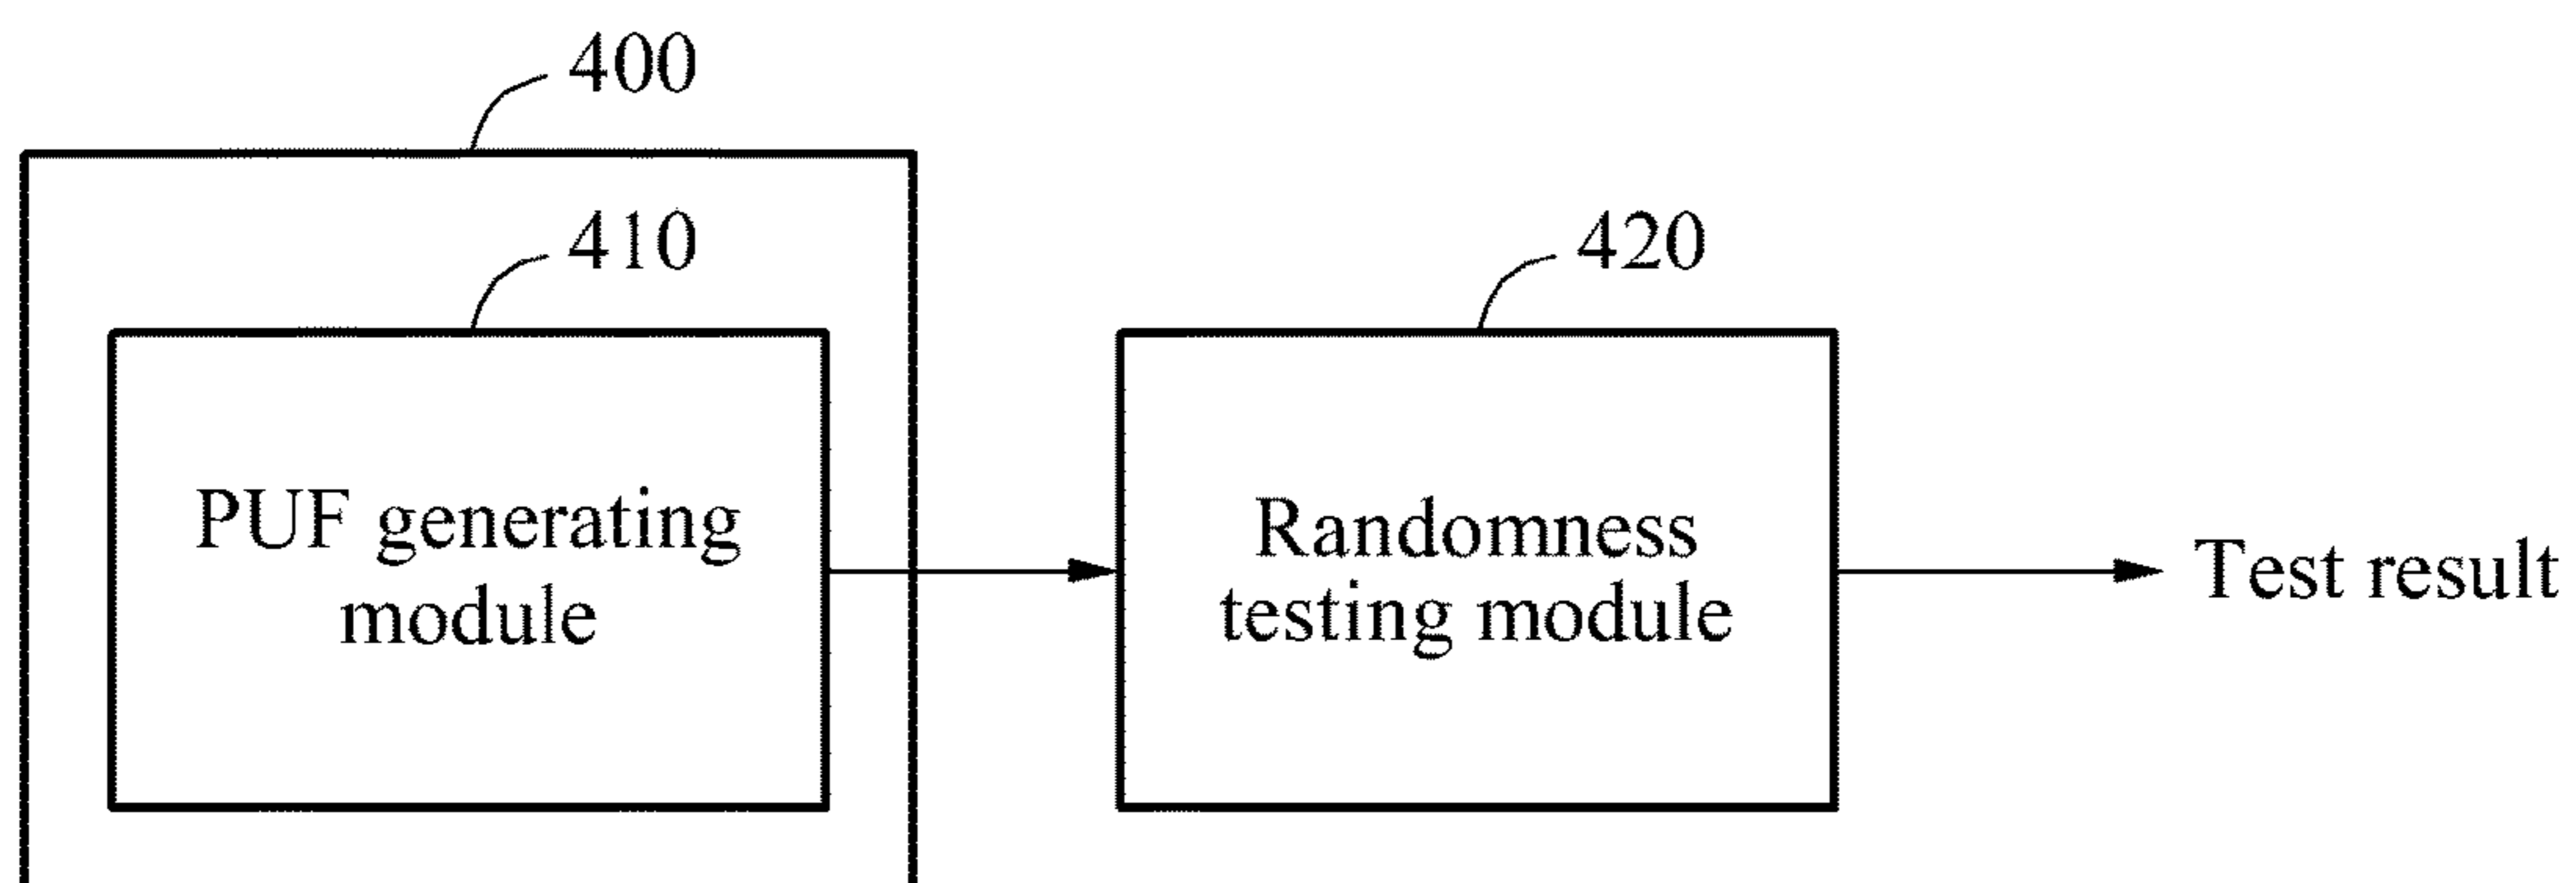 400
410
420
PUF generating
module
Randomness
testing module
Test result